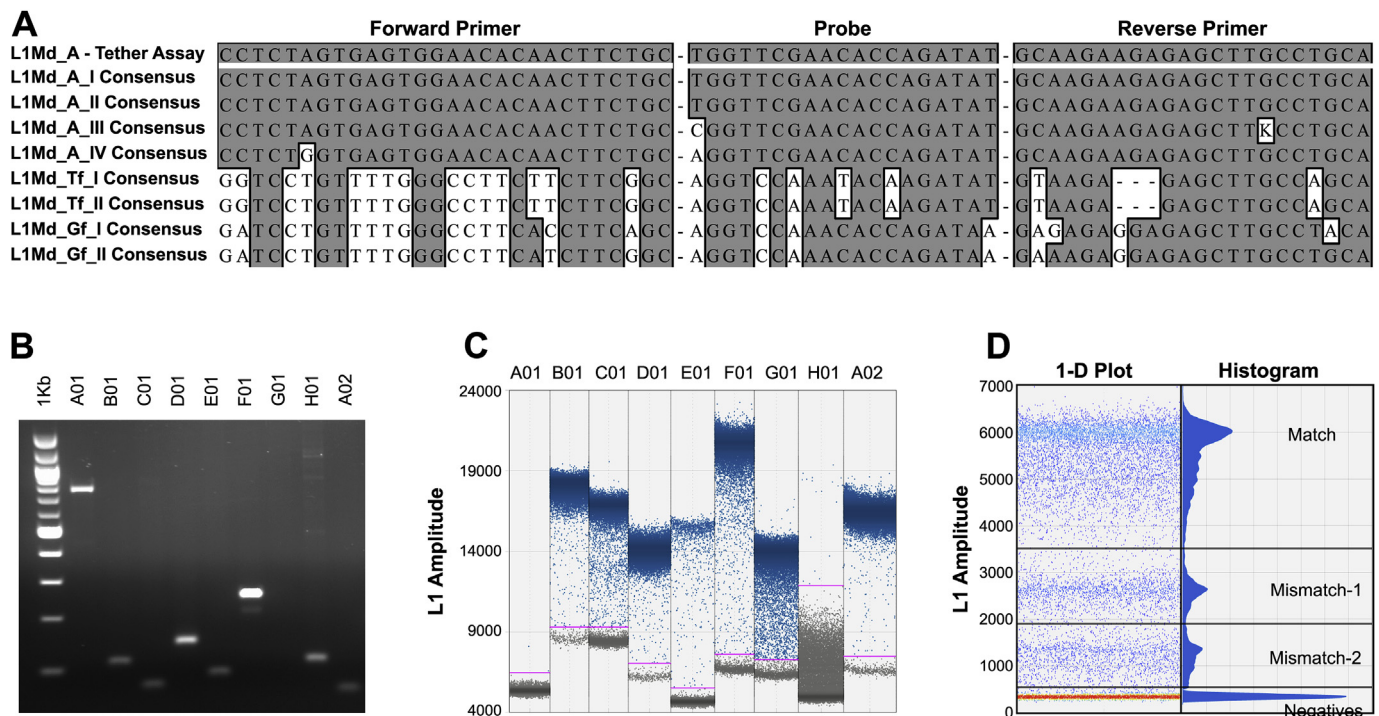 A
Forward Primer Probe Reverse Primer
L1Md_A - Tether Assay CCTCTAGTGAGTGGAACACAACTTCTGC-TGGTTCGAACACCAGATAT-GCAAGAAGAGAGCTTGCCTGCA
L1Md_A_I Consensus CCTCTAGTGAGTGGAACACAACTTCTGC-TGGTTCGAACACCAGATAT-GCAAGAAGAGAGCTTGCCTGCA
L1Md_A_II Consensus CCTCTAGTGAGTGGAACACAACTTCTGC-TGGTTCGAACACCAGATAT-GCAAGAAGAGAGCTTGCCTGCA
L1Md_A_III Consensus CCTCTAGTGAGTGGAACACAACTTCTGC-CGGTTCGAACACCAGATAT-GCAAGAAGAGAGCTTKCCTGCA
L1Md_A_IV Consensus CCTCTGGTGAGTGGAACACAACTTCTGC-AGGTTCGAACACCAGATAT-GCAAGAAGAGAGCTTGCCTGCA
L1Md_Tf_I Consensus GGTCCTGTTTTGGGCCTTCTTCTTCGGC-AGGTCCAAATACAAGATAT-GTAAGA---GAGCTTGCCAGCA
L1Md_Tf_II Consensus GGTCCTGTTTTGGGCCTTCTTCTTCGGC-AGGTCCAAATACAAGATAT-GTAAGA---GAGCTTGCCAGCA
L1Md_Gf_I Consensus GATCCTGTTTTGGGCCTTCACCTTCAGC-AGGTCCAAACACCAGATAA-GAGAGAGGAGAGCTTGCCTACA
L1Md_Gf_II Consensus GATCCTGTTTTGGGCCTTCATCTTCGGC-AGGTCCAAACACCAGATAA-GAAAGAGGAGAGCTTGCCTGCA
B
1Kb A01 B01 C01 D01 E01 F01 G01 H01 A02
C
A01 B01 C01 D01 E01 F01 G01 H01 A02
L1 Amplitude
24000
19000
14000
9000
4000
D
1-D Plot Histogram
L1 Amplitude
7000
6000
5000
4000
3000
2000
1000
0
Match
Mismatch-1
Mismatch-2
Negatives